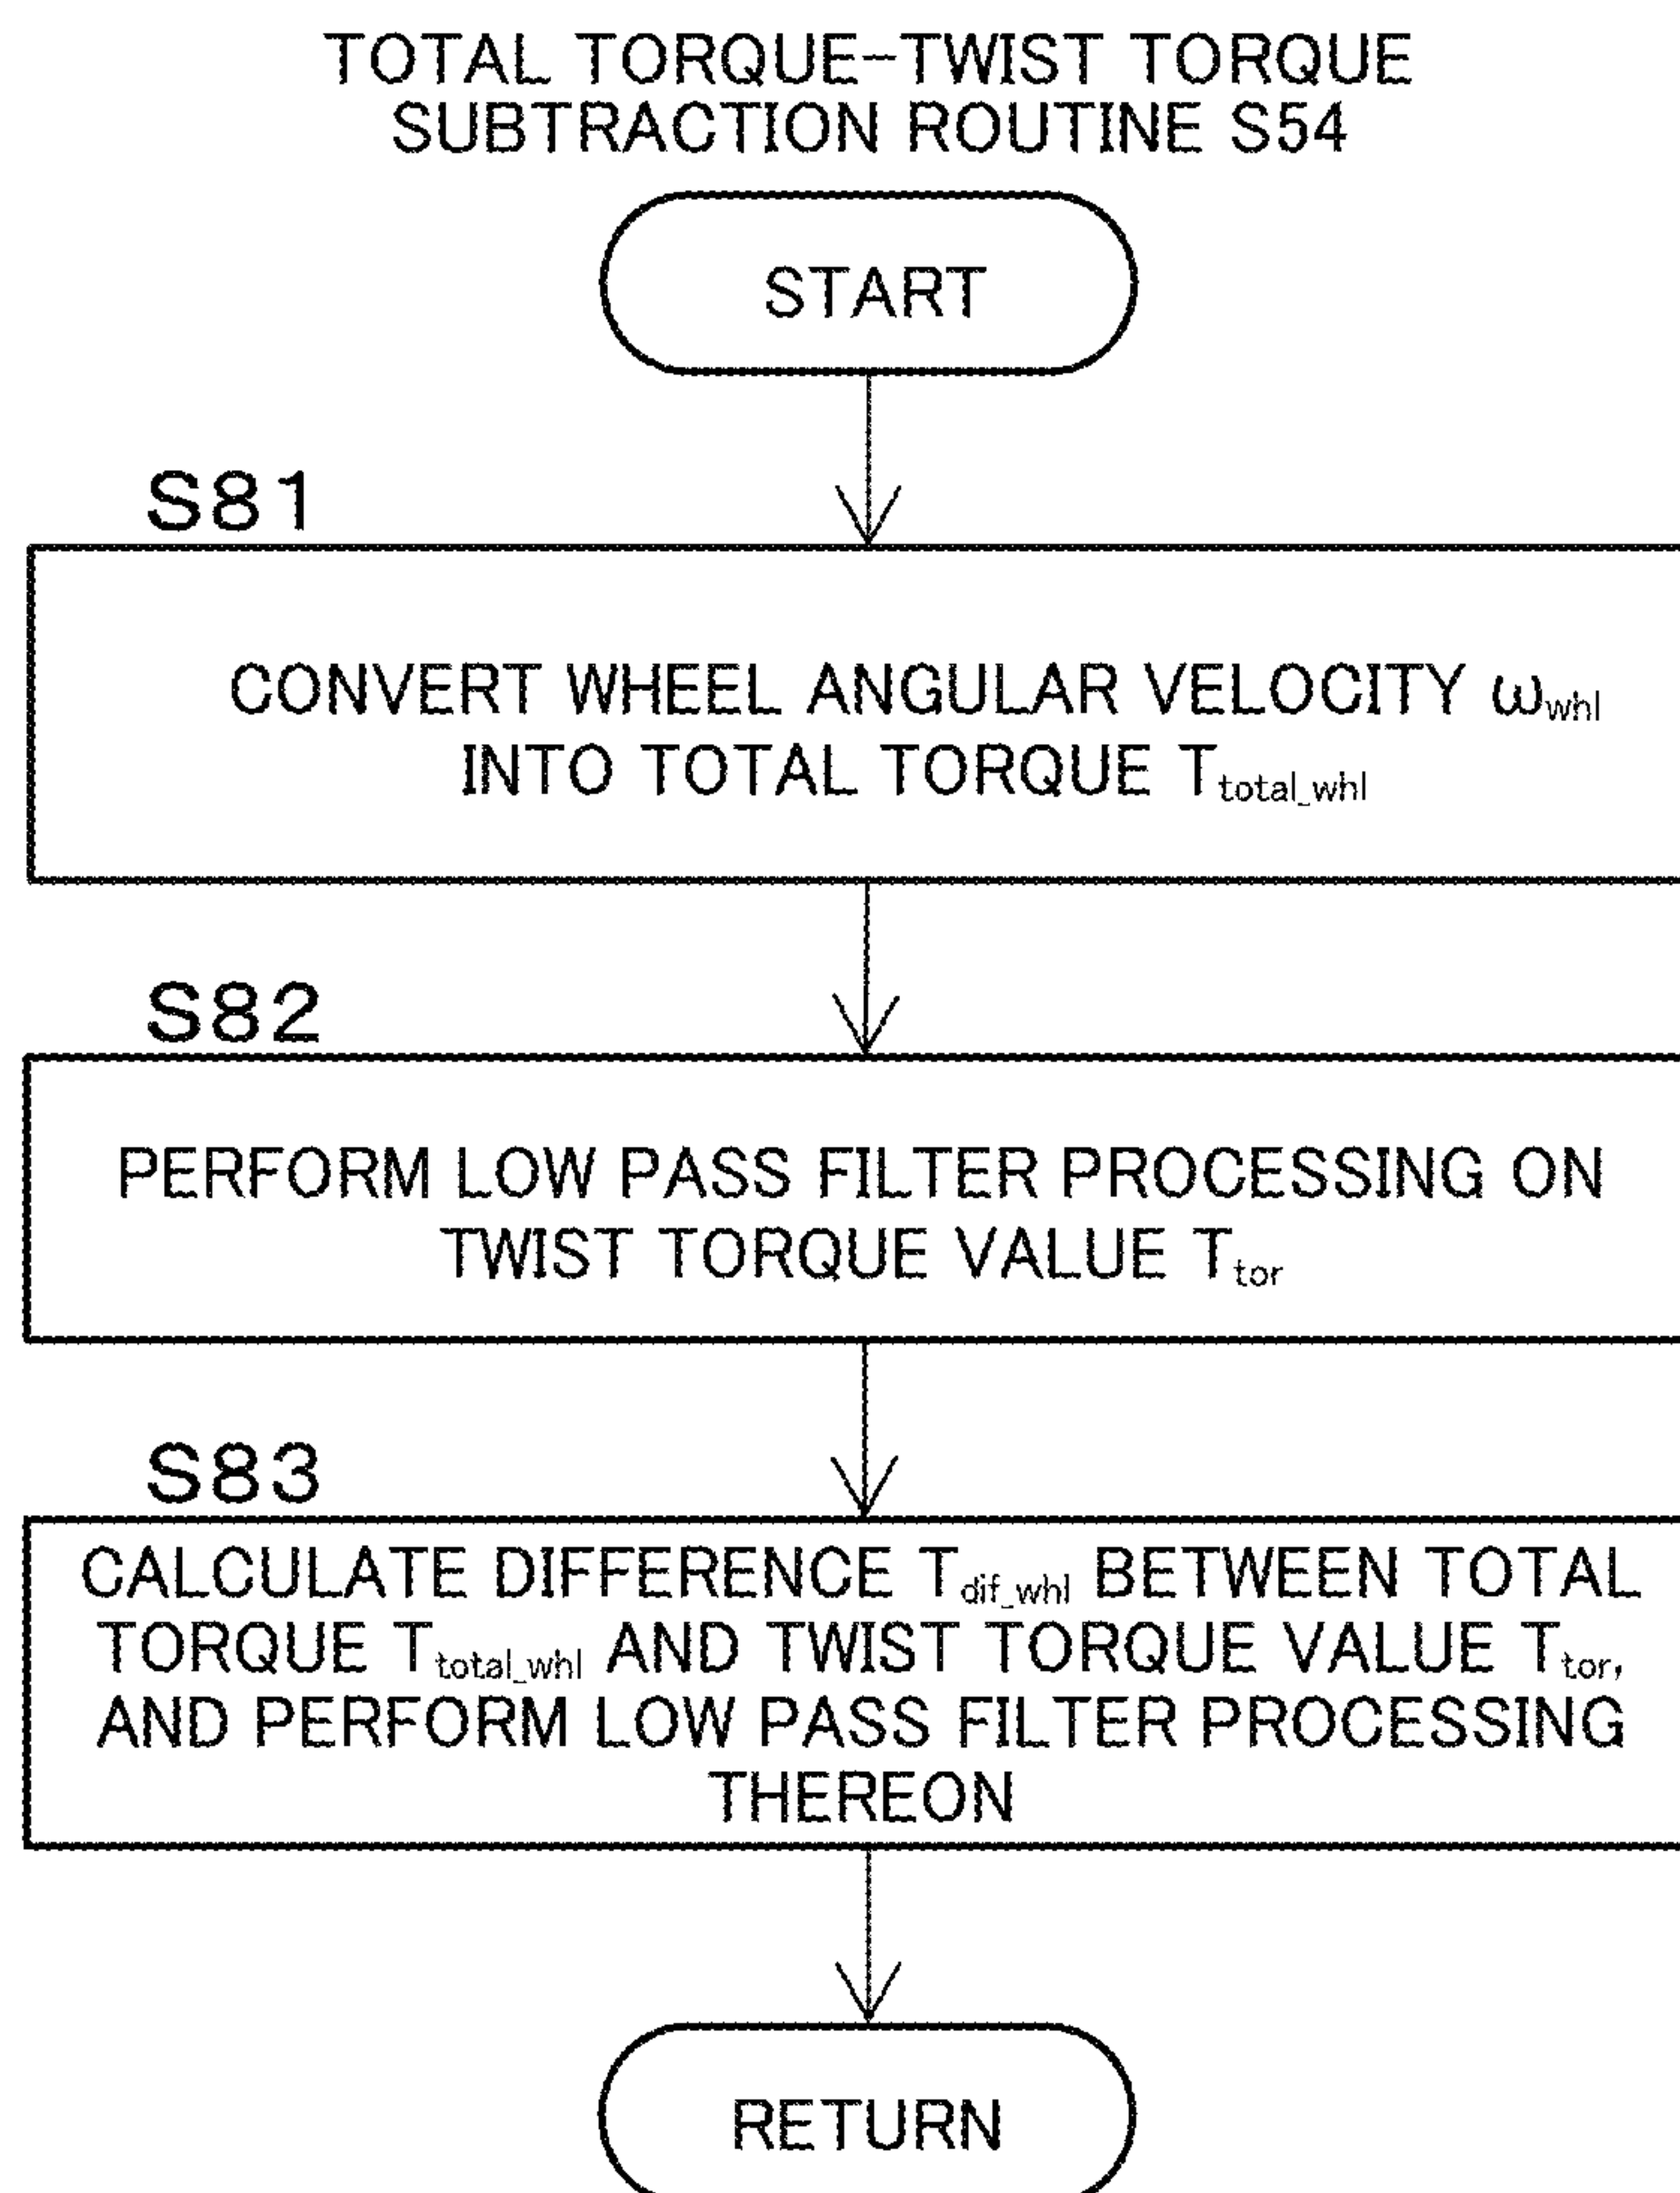 TOTAL TORQUE-TWIST TORQUE
SUBTRACTION ROUTINE S54
START
S81
CONVERT WHEEL ANGULAR VELOCITY ωwhl
INTO TOTAL TORQUE Ttotal_whl
S82
PERFORM LOW PASS FILTER PROCESSING ON
TWIST TORQUE VALUE Ttor
S83
CALCULATE DIFFERENCE Tdif_whl BETWEEN TOTAL
TORQUE Ttotal_whl AND TWIST TORQUE VALUE Ttor,
AND PERFORM LOW PASS FILTER PROCESSING
THEREON
RETURN